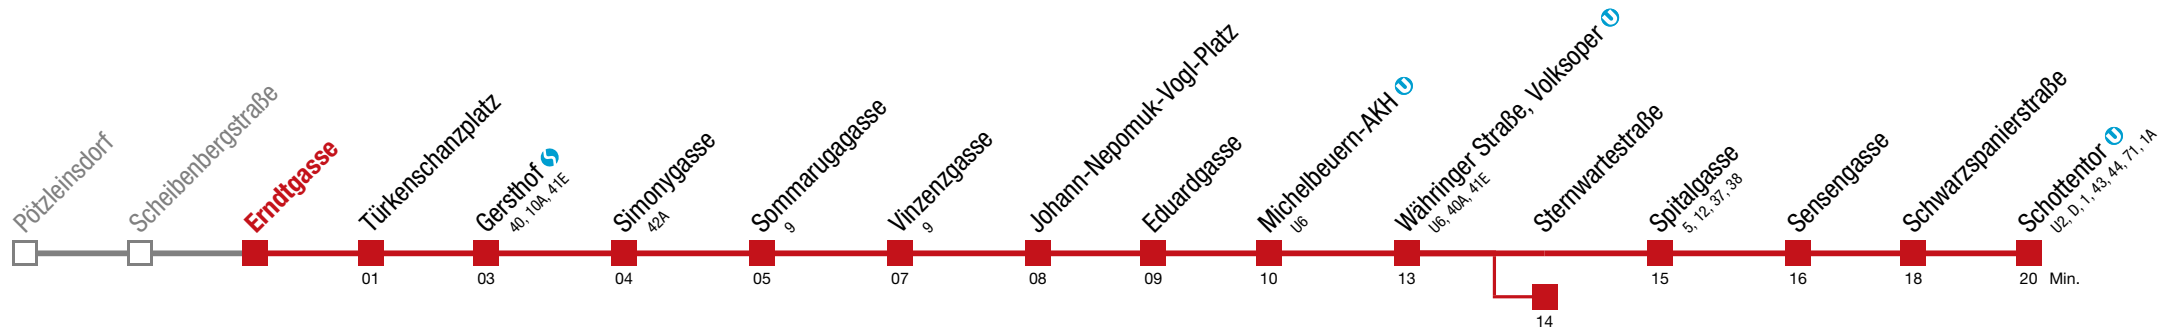 Pötzleinsdorf
Scheibenbergstraße
Erndtgasse
Türkenschanzplatz
01
Gersthof
40, 10A, 41E
03
Simonygasse
42A
04
Sommarugagasse
9
05
Vinzenzgasse
9
07
Johann-Nepomuk-Vogl-Platz
08
Eduardgasse
09
Michelbeuern-AKH U
U6
10
Währinger Straße, Volksoper U
U6, 40A, 41E
13
Sternwartestraße
14
Spitalgasse
5, 12, 37, 38
15
Sensengasse
16
Schwarzspanierstraße
18
Schottentor U
U2, D, 1, 43, 44, 71, 1A
20 Min.